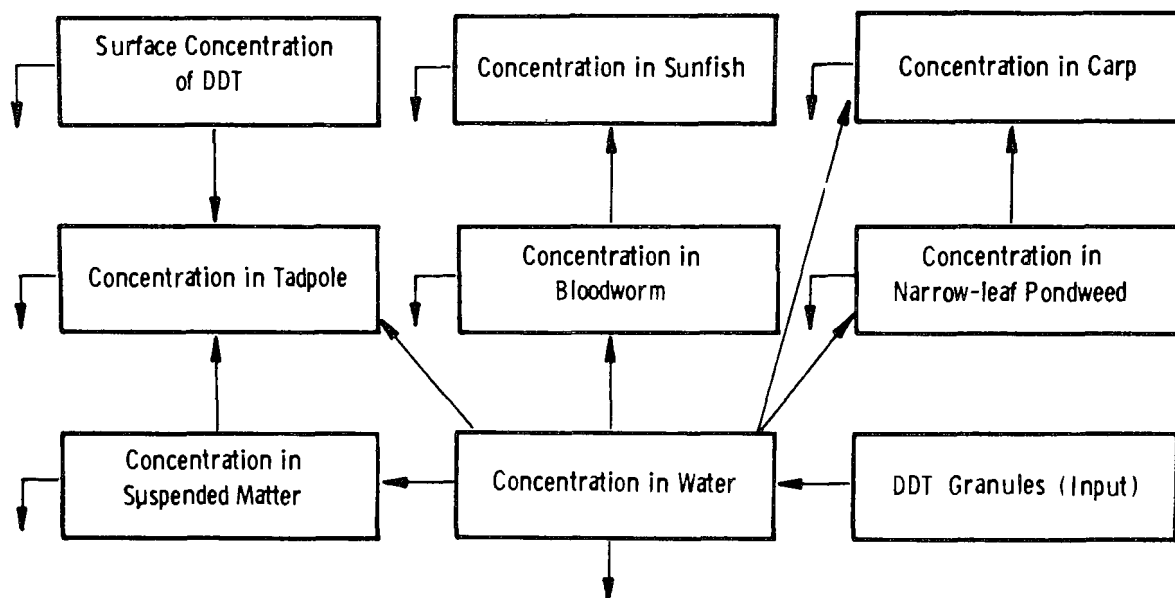 Surface Concentration
of DDT
Concentration in Sunfish
Concentration in Carp
Concentration in Tadpole
Concentration in
Bloodworm
Concentration in
Narrow-leaf Pondweed
Concentration in
Suspended Matter
Concentration in Water
DDT Granules (Input)